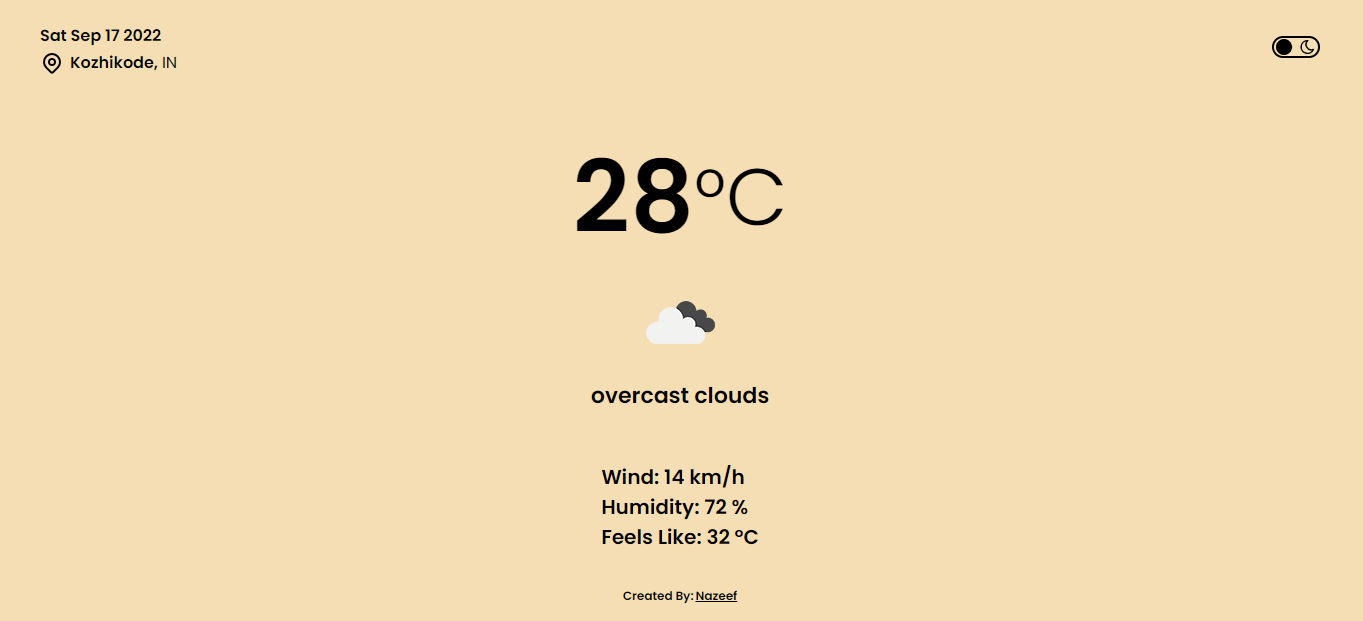 Sat Sep 17 2022
Kozhikode, IN
28°C
overcast clouds
Wind: 14 km/h
Humidity: 72 %
Feels Like: 32 °C
Created By: Nazeef